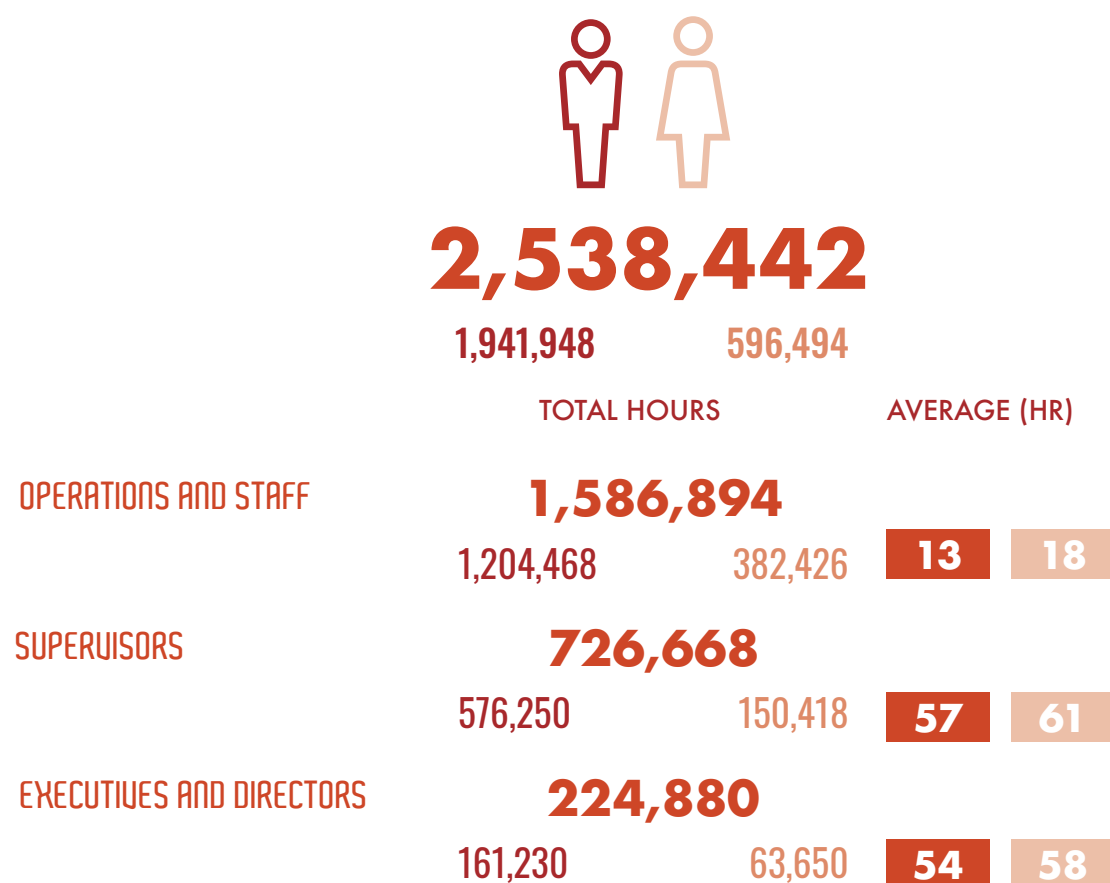 2,538,442
1,941,948 596,494
TOTAL HOURS AVERAGE (HR)
OPERATIONS AND STAFF 1,586,894
1,204,468 382,426 13 18
SUPERVISORS 726,668
576,250 150,418 57 61
EXECUTIVES AND DIRECTORS 224,880
161,230 63,650 54 58